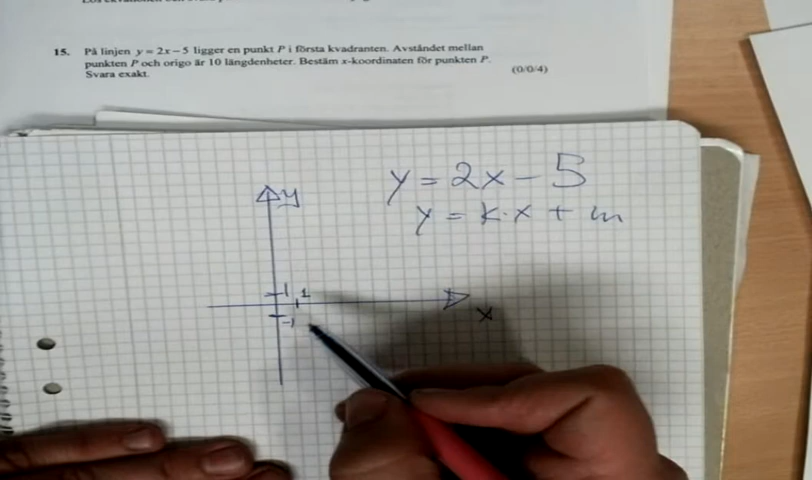 15. På linjen y = 2x – 5 ligger en punkt P i första kvadranten. Avståndet mellan
punkten P och origo är 10 längdenheter. Bestäm x-koordinaten för punkten P.
Svara exakt.
(0/0/4)
y = 2x - 5
y = k·x + m
y
1 1
x
-1